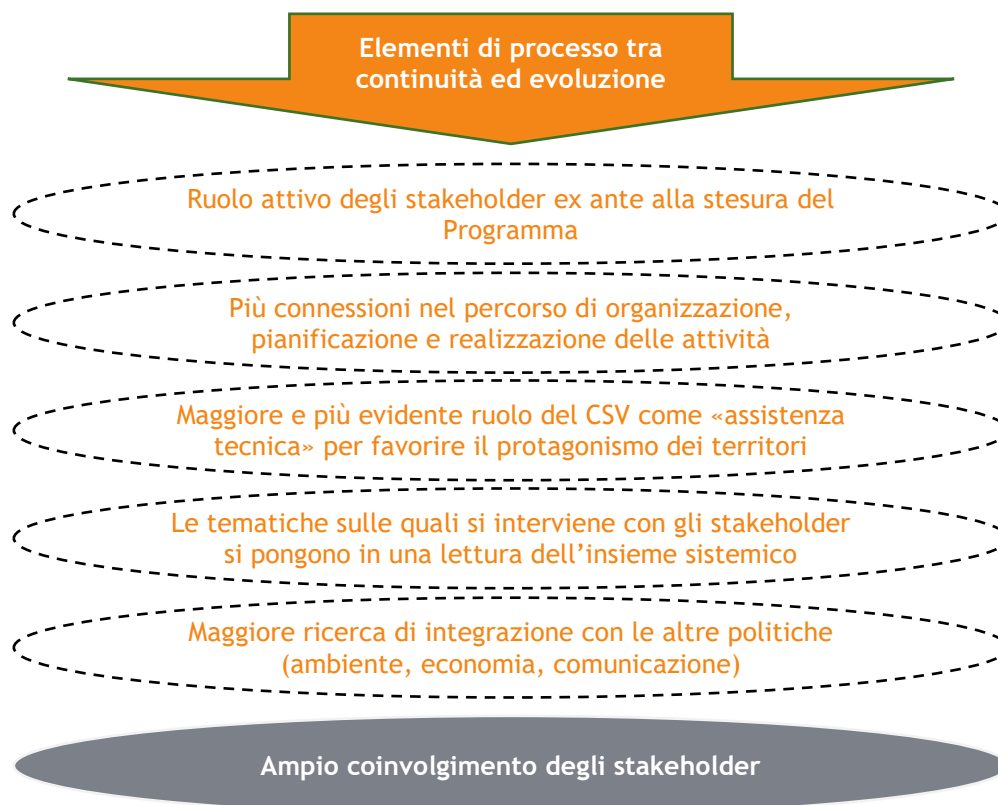 Elementi di processo tra
continuità ed evoluzione
Ruolo attivo degli stakeholder ex ante alla stesura del
Programma
Più connessioni nel percorso di organizzazione,
pianificazione e realizzazione delle attività
Maggiore e più evidente ruolo del CSV come «assistenza
tecnica» per favorire il protagonismo dei territori
Le tematiche sulle quali si interviene con gli stakeholder
si pongono in una lettura dell’insieme sistemico
Maggiore ricerca di integrazione con le altre politiche
(ambiente, economia, comunicazione)
Ampio coinvolgimento degli stakeholder